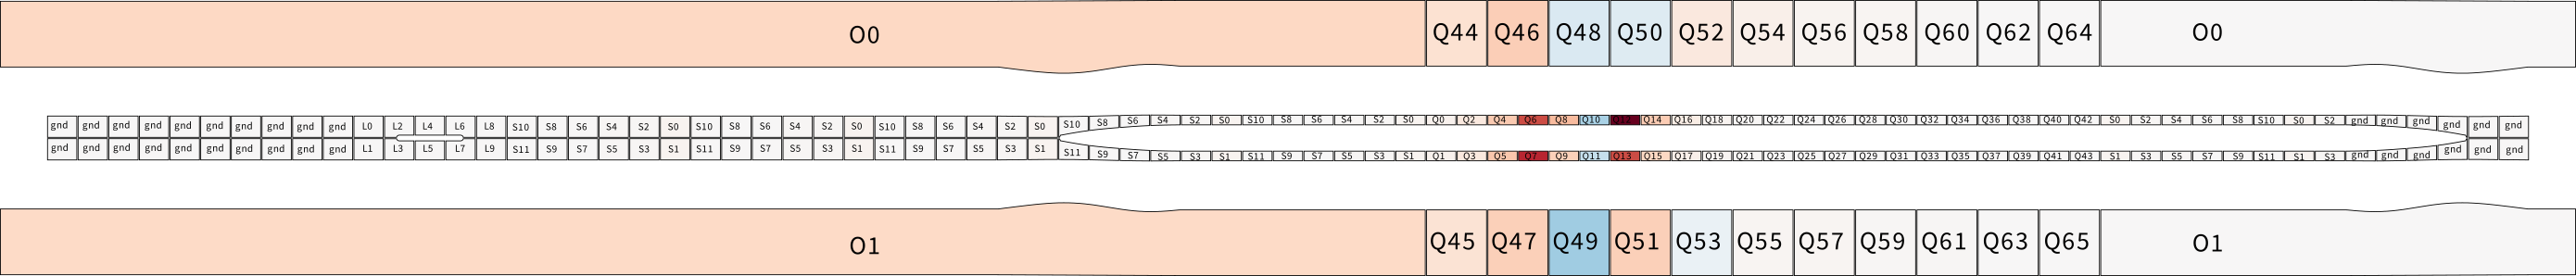 O0 Q44 Q46 Q48 Q50 Q52 Q54 Q56 Q58 Q60 Q62 Q64 O0
gnd gnd gnd gnd gnd gnd gnd gnd gnd gnd L0 L2 L4 L6 L8 S10 S8 S6 S4 S2 S0 S10 S8 S6 S4 S2 S0 S10 S8 S6 S4 S2 S0 S10 S8 S6 S4 S2 S0 S10 S8 S6 S4 S2 S0 Q0 Q2 Q4 Q6 Q8 Q10 Q12 Q14 Q16 Q18 Q20 Q22 Q24 Q26 Q28 Q30 Q32 Q34 Q36 Q38 Q40 Q42 S0 S2 S4 S6 S8 S10 S0 S2 gnd gnd gnd gnd gnd gnd
gnd gnd gnd gnd gnd gnd gnd gnd gnd gnd L1 L3 L5 L7 L9 S11 S9 S7 S5 S3 S1 S11 S9 S7 S5 S3 S1 S11 S9 S7 S5 S3 S1 S11 S9 S7 S5 S3 S1 S11 S9 S7 S5 S3 S1 Q1 Q3 Q5 Q7 Q9 Q11 Q13 Q15 Q17 Q19 Q21 Q23 Q25 Q27 Q29 Q31 Q33 Q35 Q37 Q39 Q41 Q43 S1 S3 S5 S7 S9 S11 S1 S3 gnd gnd gnd gnd gnd gnd
O1 Q45 Q47 Q49 Q51 Q53 Q55 Q57 Q59 Q61 Q63 Q65 O1